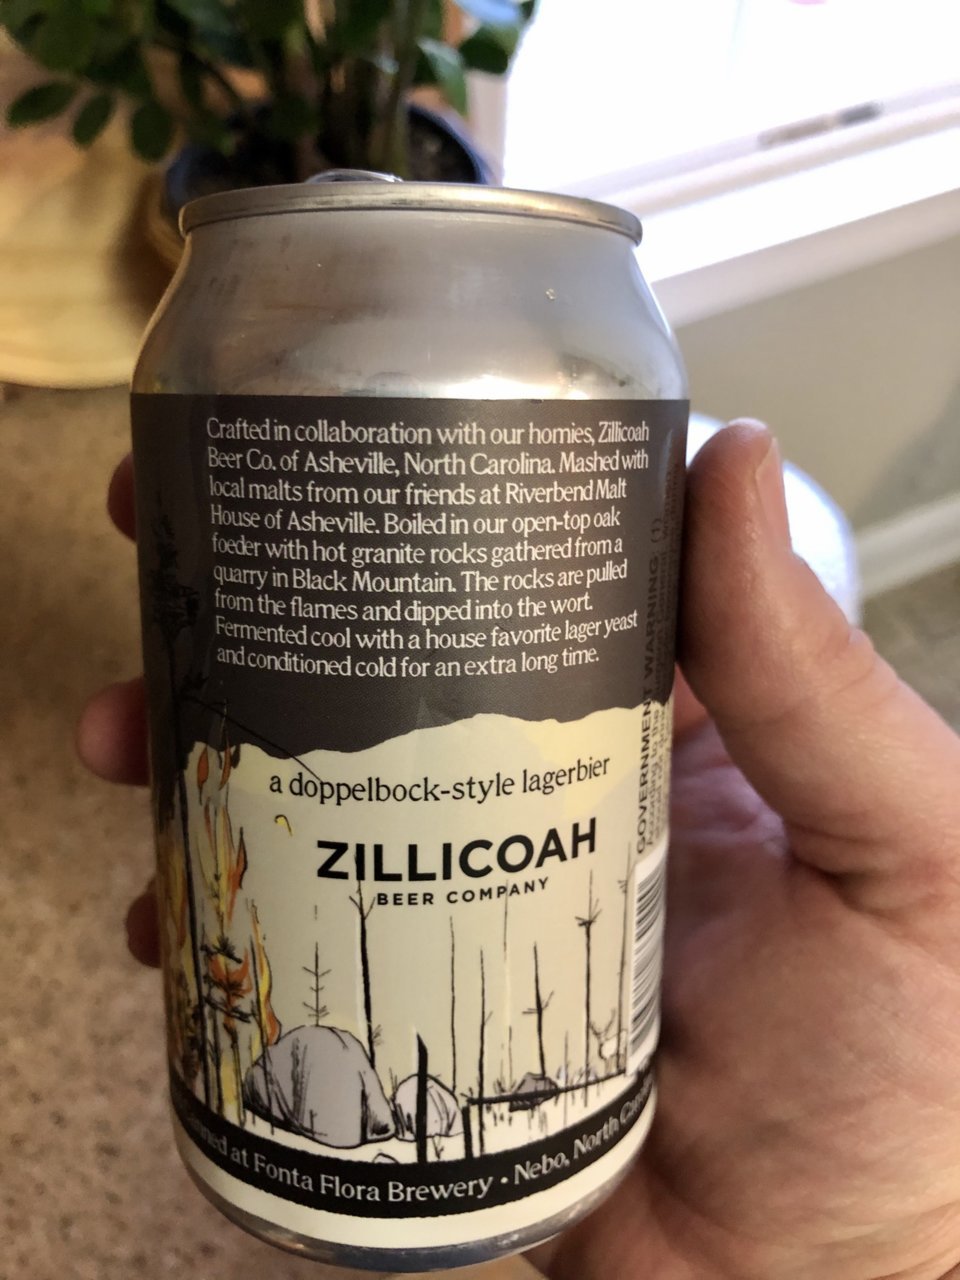 Crafted in collaboration with our homies, Zillicoah
Beer Co. of Asheville, North Carolina. Mashed with
local malts from our friends at Riverbend Malt
House of Asheville. Boiled in our open-top oak
foeder with hot granite rocks gathered from a
quarry in Black Mountain. The rocks are pulled
from the flames and dipped into the wort.
Fermented cool with a house favorite lager yeast
and conditioned cold for an extra long time.
a doppelbock-style lagerbier
ZILLICOAH
BEER COMPANY
at Fonta Flora Brewery • Nebo, North
GOVERNMENT WARNING: (1)
According to the